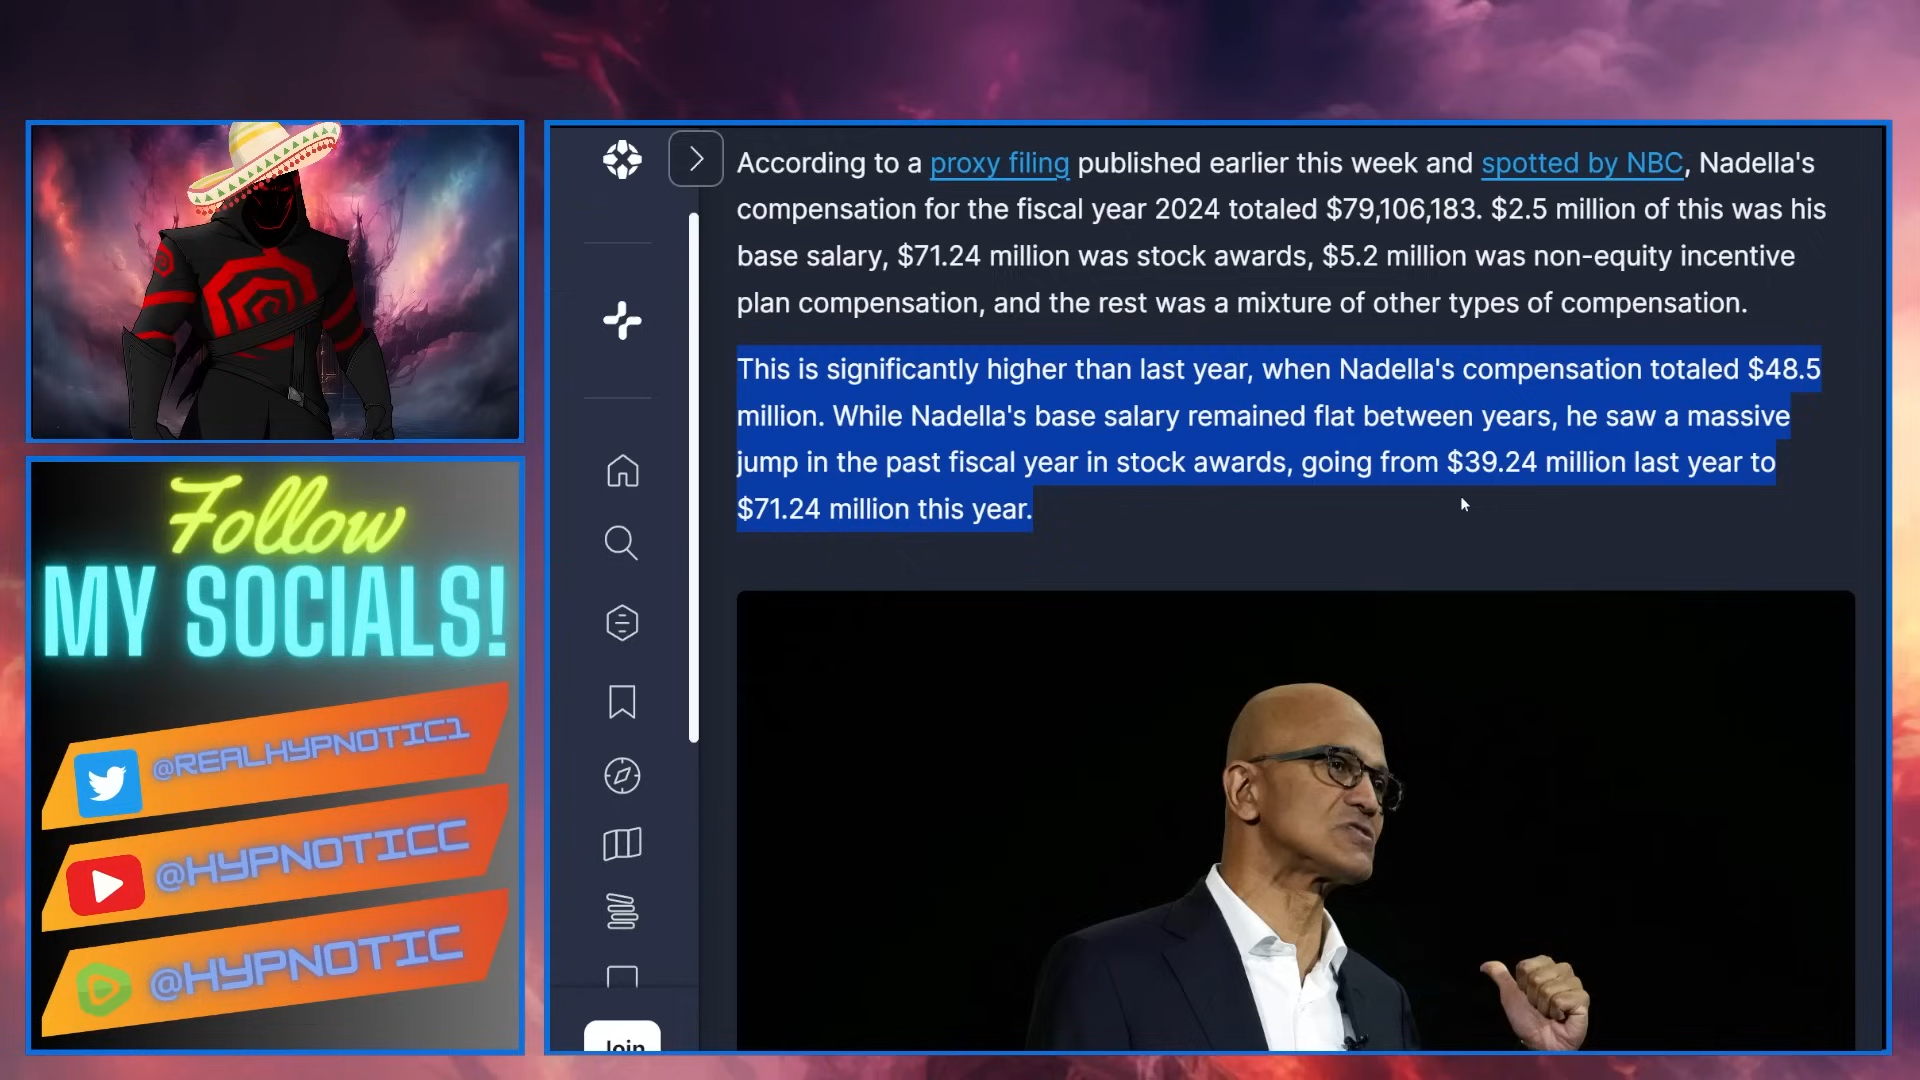 According to a proxy filing published earlier this week and spotted by NBC, Nadella's
compensation for the fiscal year 2024 totaled $79,106,183. $2.5 million of this was his
base salary, $71.24 million was stock awards, $5.2 million was non-equity incentive
plan compensation, and the rest was a mixture of other types of compensation.
This is significantly higher than last year, when Nadella's compensation totaled $48.5
million. While Nadella's base salary remained flat between years, he saw a massive
jump in the past fiscal year in stock awards, going from $39.24 million last year to
$71.24 million this year.
Join
Follow
MY SOCIALS!
@REALHYPNOTIC1
@HYPNOTICC
@HYPNOTIC